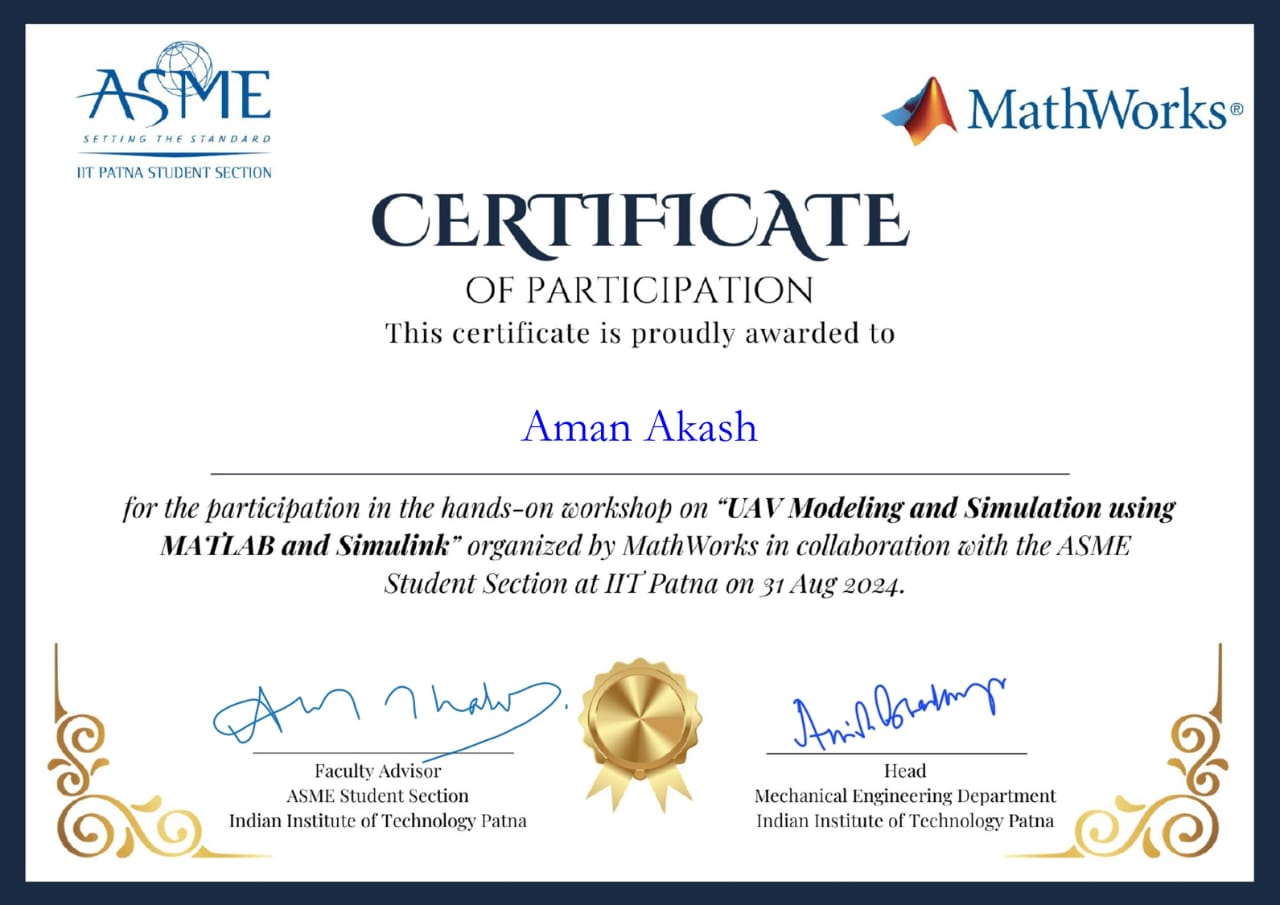 ASME
SETTING THE STANDARD
IIT PATNA STUDENT SECTION
MathWorks®
CERTIFICATE
OF PARTICIPATION
This certificate is proudly awarded to
Aman Akash
for the participation in the hands-on workshop on “UAV Modeling and Simulation using
MATLAB and Simulink” organized by MathWorks in collaboration with the ASME
Student Section at IIT Patna on 31 Aug 2024.
Faculty Advisor
ASME Student Section
Indian Institute of Technology Patna
Head
Mechanical Engineering Department
Indian Institute of Technology Patna